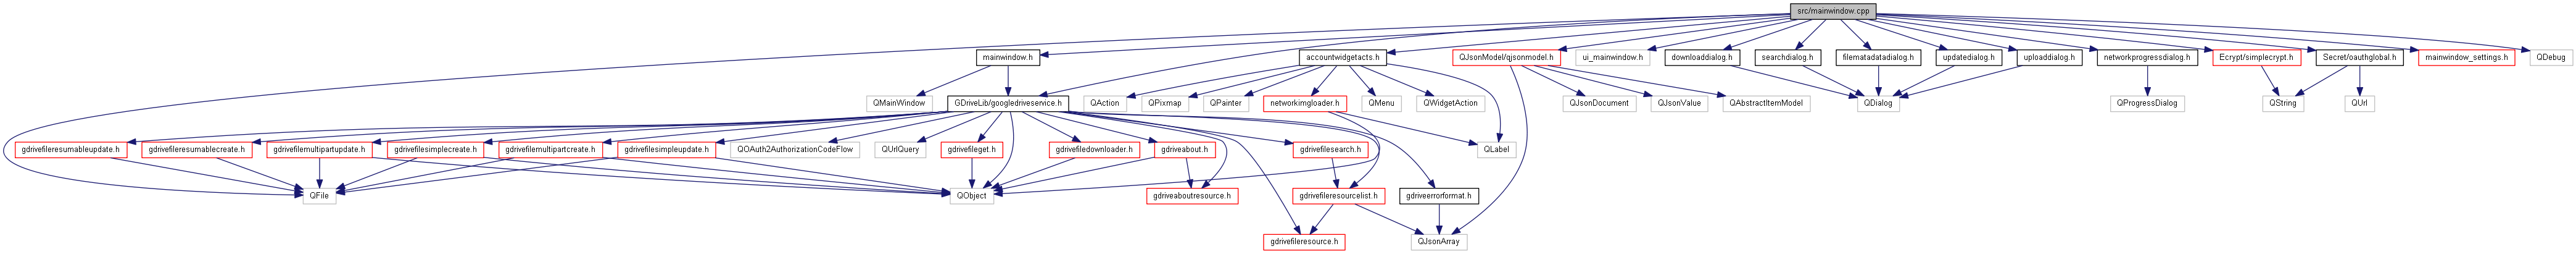 src/mainwindow.cpp
mainwindow.h
accountwidgetacts.h
QJsonModel/qjsonmodel.h
ui_mainwindow.h
downloaddialog.h
searchdialog.h
filematadatadialog.h
updatedialog.h
uploaddialog.h
networkprogressdialog.h
Ecrypt/simplecrypt.h
Secret/oauthglobal.h
mainwindow_settings.h
QDebug
QMainWindow
GDriveLib/googledriveservice.h
QAction
QPixmap
QPainter
networkimgloader.h
QMenu
QWidgetAction
QJsonDocument
QJsonValue
QAbstractItemModel
QDialog
QProgressDialog
QString
QUrl
gdrivefileresumableupdate.h
gdrivefileresumablecreate.h
gdrivefilemultipartupdate.h
gdrivefilesimplecreate.h
gdrivefilemultipartcreate.h
gdrivefilesimpleupdate.h
QOAuth2AuthorizationCodeFlow
QUrlQuery
gdrivefileget.h
gdrivefiledownloader.h
gdriveabout.h
gdrivefilesearch.h
QLabel
QFile
QObject
gdriveaboutresource.h
gdrivefileresourcelist.h
gdriveerrorformat.h
gdrivefileresource.h
QJsonArray